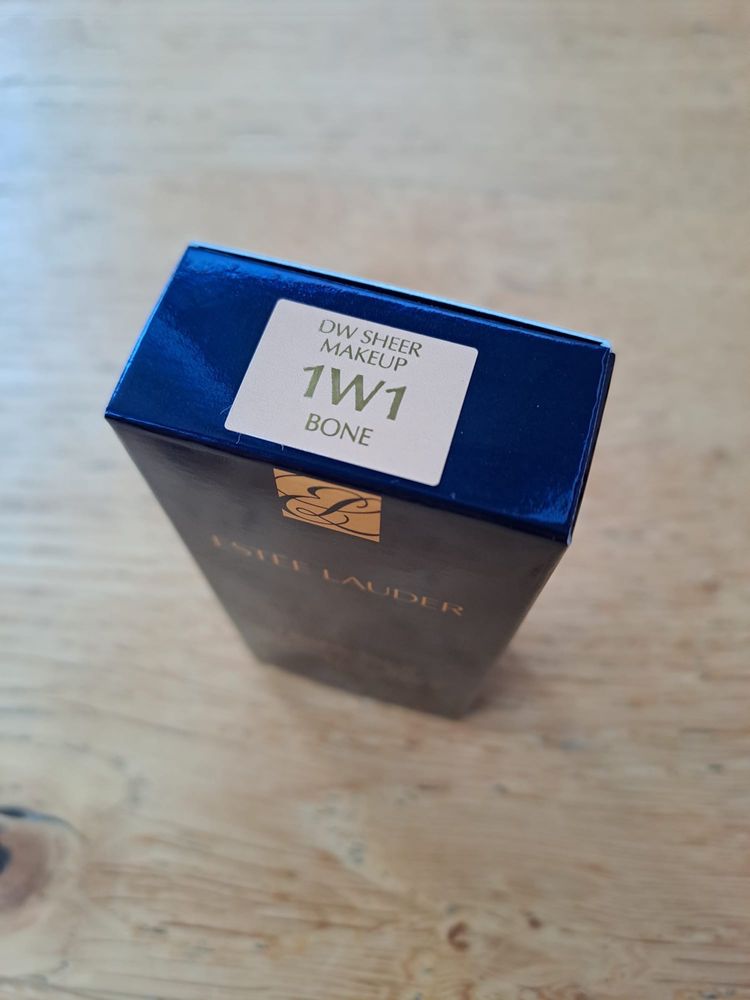 DW SHEER
MAKEUP
1W1
BONE
ESTEE LAUDER